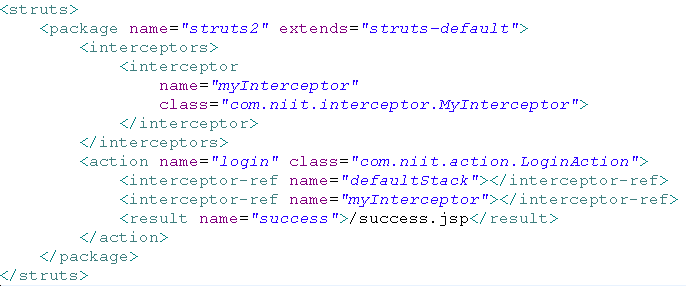 <struts>
    <package name="struts2" extends="struts-default">
        <interceptors>
            <interceptor
                name="myInterceptor"
                class="com.niit.interceptor.MyInterceptor">
            </interceptor>
        </interceptors>
        <action name="login" class="com.niit.action.LoginAction">
            <interceptor-ref name="defaultStack"></interceptor-ref>
            <interceptor-ref name="myInterceptor"></interceptor-ref>
            <result name="success">/success.jsp</result>
        </action>
    </package>
</struts>